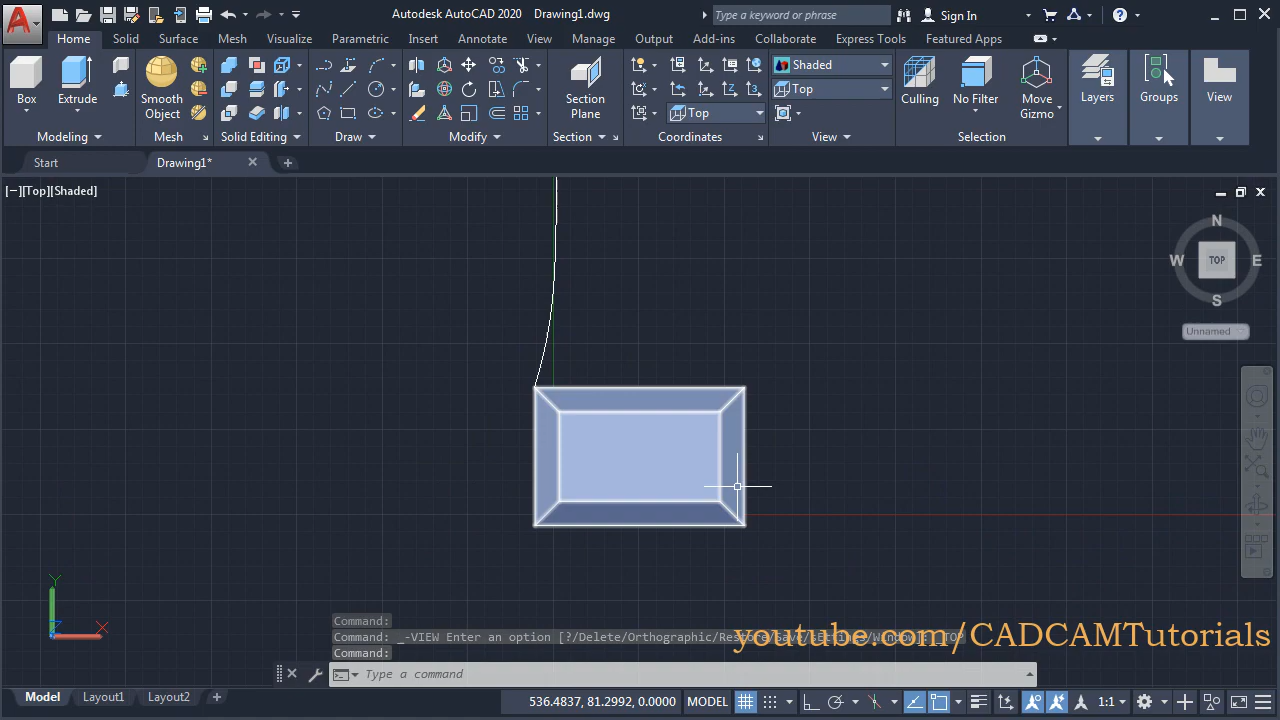 Autodesk AutoCAD 2020 Drawing1.dwg
Type a keyword or phrase
Sign In
Home Solid Surface Mesh Visualize Parametric Insert Annotate View Manage Output Add-ins Collaborate Express Tools Featured Apps
Box
Extrude
Smooth Object
Section Plane
Top
Shaded
Top
Culling
No Filter
Move Gizmo
Layers
Groups
View
Modeling Mesh Solid Editing Draw Modify Section Coordinates View Selection
Start Drawing1*
[−][Top][Shaded]
N
W TOP E
S
Unnamed
Y
X
Z
Command:
Command: _-VIEW Enter an option [?/Delete/Orthographic/Restore/Save/sEttings/Window]: _TOP
youtube.com/CADCAMTutorials
Command:
Type a command
Model Layout1 Layout2
536.4837, 81.2992, 0.0000 MODEL 1:1